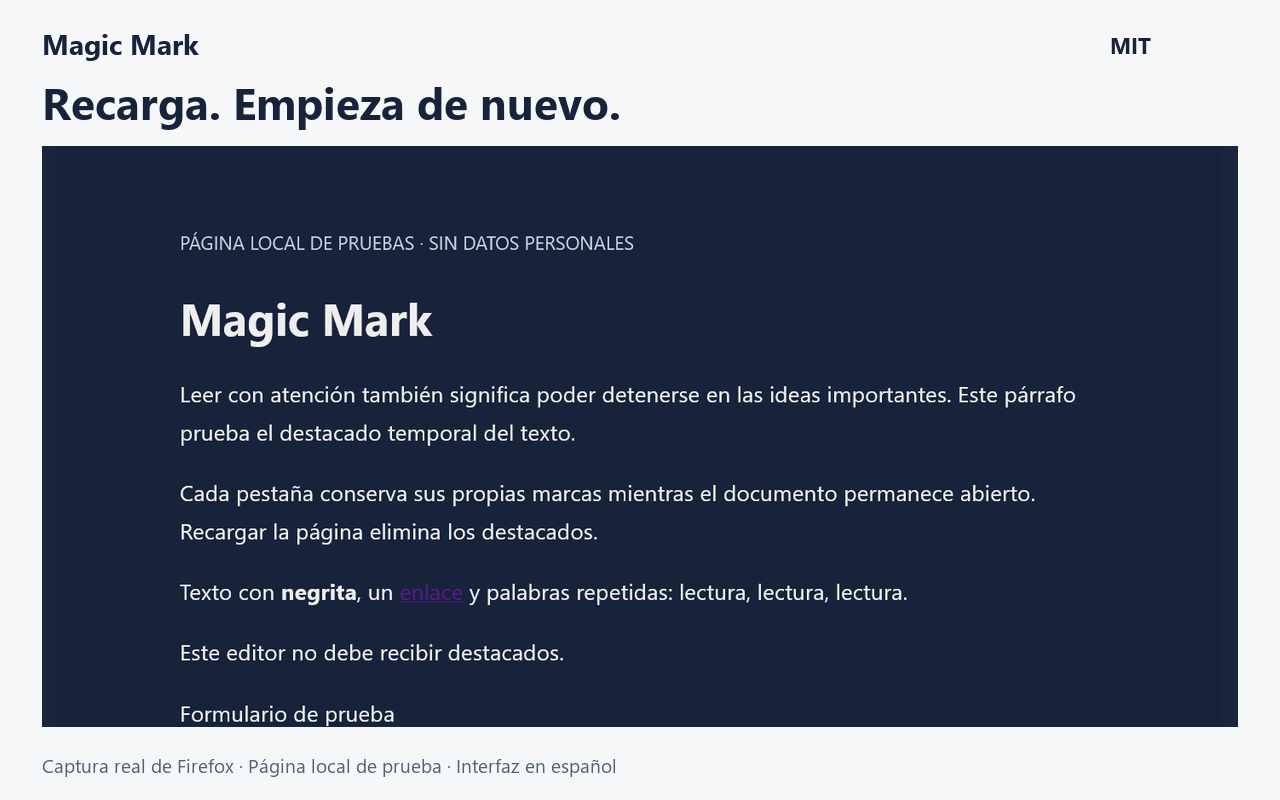 Magic Mark
MIT
Recarga. Empieza de nuevo.
PÁGINA LOCAL DE PRUEBAS · SIN DATOS PERSONALES
Magic Mark
Leer con atención también significa poder detenerse en las ideas importantes. Este párrafo
prueba el destacado temporal del texto.
Cada pestaña conserva sus propias marcas mientras el documento permanece abierto.
Recargar la página elimina los destacados.
Texto con negrita, un enlace y palabras repetidas: lectura, lectura, lectura.
Este editor no debe recibir destacados.
Formulario de prueba
Captura real de Firefox · Página local de prueba · Interfaz en español